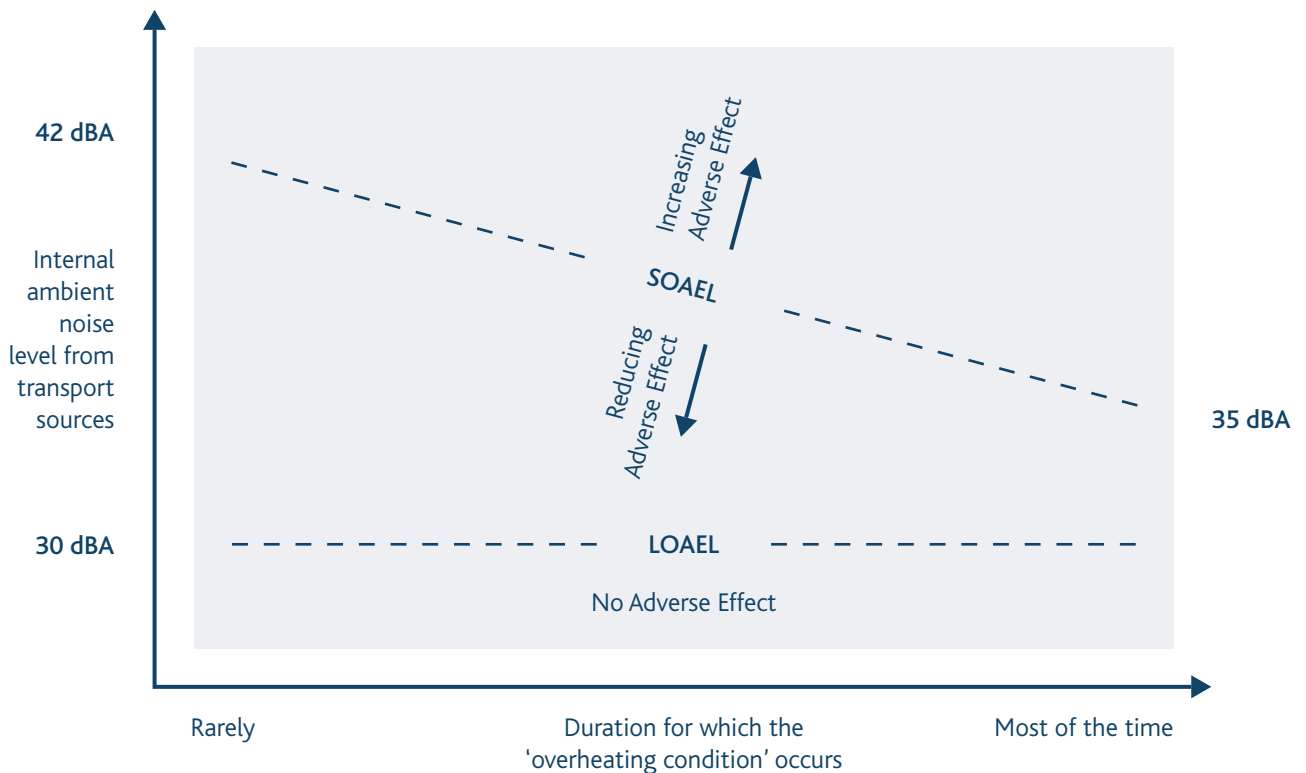 42 dBA
Internal
ambient
noise
level from
transport
sources
30 dBA
Increasing
Adverse Effect
SOAEL
Reducing
Adverse Effect
LOAEL
No Adverse Effect
35 dBA
Rarely
Duration for which the
‘overheating condition’ occurs
Most of the time